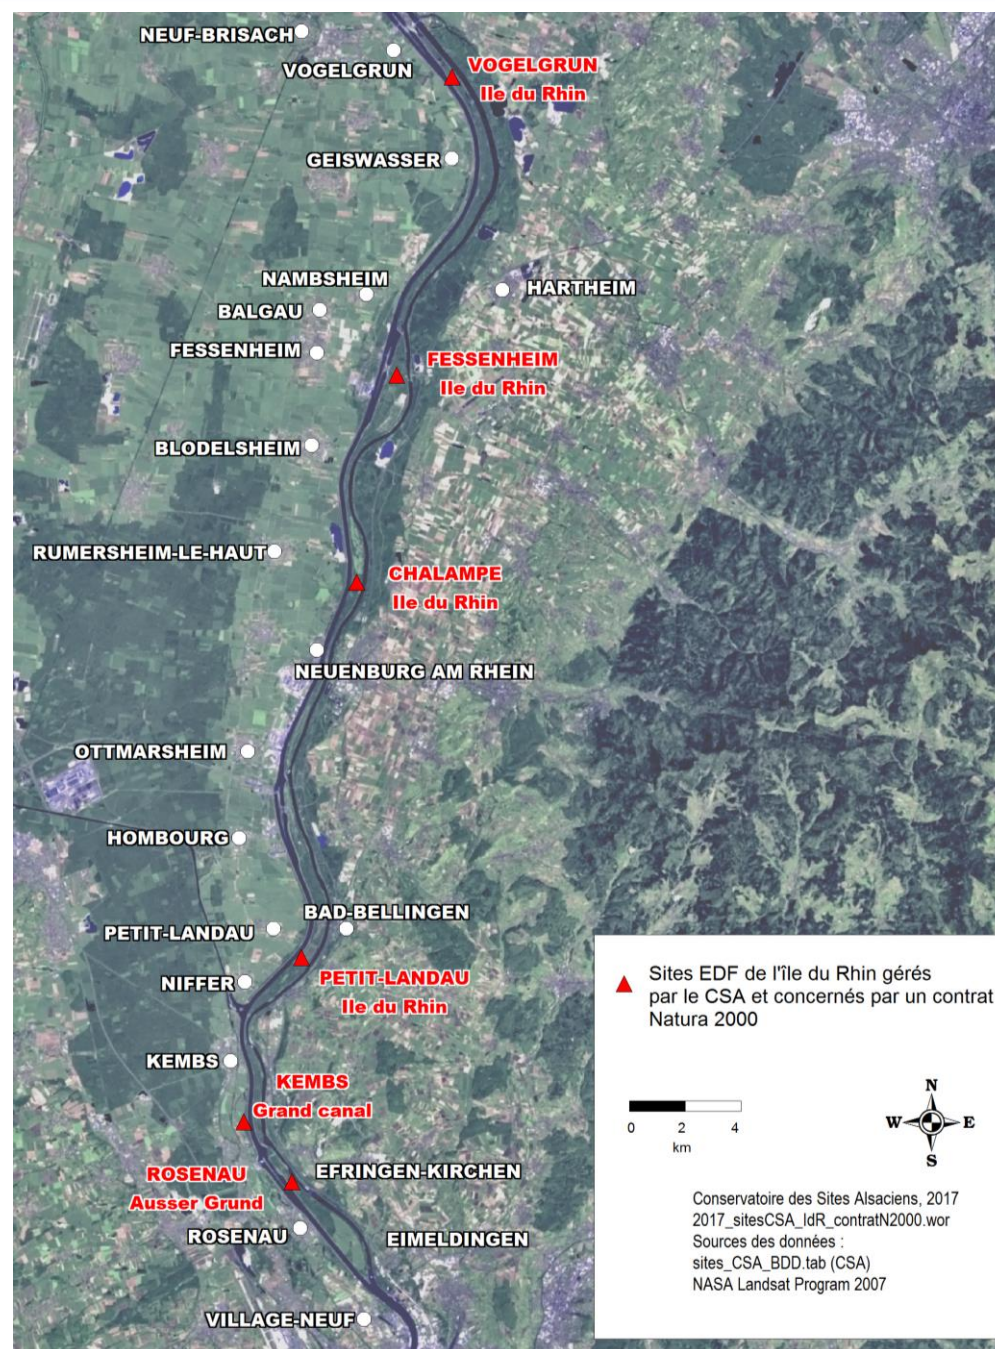 NEUF-BRISACH
VOGELGRUN
VOGELGRUN
Ile du Rhin
GEISWASSER
NAMBSHEIM
HARTHEIM
BALGAU
FESSENHEIM
FESSENHEIM
Ile du Rhin
BLODELSHEIM
RUMERSHEIM-LE-HAUT
CHALAMPE
Ile du Rhin
NEUENBURG AM RHEIN
OTTMARSHEIM
HOMBOURG
BAD-BELLINGEN
PETIT-LANDAU
PETIT-LANDAU
Ile du Rhin
NIFFER
KEMBS
KEMBS
Grand canal
ROSENAU
Ausser Grund
EFRINGEN-KIRCHEN
ROSENAU
EIMELDINGEN
VILLAGE-NEUF
Sites EDF de l'île du Rhin gérés
par le CSA et concernés par un contrat
Natura 2000
0 2 4
km
N
W E
S
Conservatoire des Sites Alsaciens, 2017
2017_sitesCSA_IdR_contratN2000.wor
Sources des données :
sites_CSA_BDD.tab (CSA)
NASA Landsat Program 2007